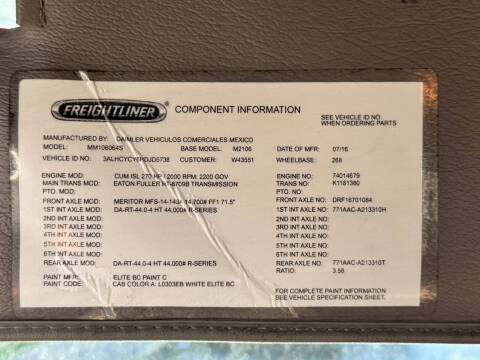 FREIGHTLINER
COMPONENT INFORMATION
SEE VEHICLE ID NO.
WHEN ORDERING PARTS
MANUFACTURED BY: DAIMLER VEHICULOS COMERCIALES MEXICO
MODEL: MM106064S BASE MODEL: M2106 DATE OF MFR: 07/16
VEHICLE ID NO: CUSTOMER: W43551 WHEELBASE: 268
ENGINE MOD: CUM ISL 270 HP / 2000 RPM; 2200 GOV ENGINE NO: 74014679
MAIN TRANS MOD: EATON FULLER TRANSMISSION TRANS NO: K1181380
PTO. MOD: PTO. NO:
FRONT AXLE MOD: MERITOR FF1 71.5" FRONT AXLE NO: DRF16701084
1ST INT AXLE MOD: DA-RT-44.0-4 HT 44,000# R-SERIES 1ST INT AXLE NO: 771AAC-A213310H
2ND INT AXLE MOD: 2ND INT AXLE NO:
3RD INT AXLE MOD: 3RD INT AXLE NO:
4TH INT AXLE MOD: 4TH INT AXLE NO:
5TH INT AXLE MOD: 5TH INT AXLE NO:
6TH INT AXLE MOD: 6TH INT AXLE NO:
REAR AXLE MOD: DA-RT-44.0-4 HT 44,000# R-SERIES REAR AXLE NO: 771AAC-A213310T
RATIO: 3.58
PAINT MFR: ELITE BC PAINT C
PAINT CODE: CAB COLOR A: L0303EB WHITE ELITE BC
FOR COMPLETE PAINT INFORMATION
SEE VEHICLE SPECIFICATION SHEET.